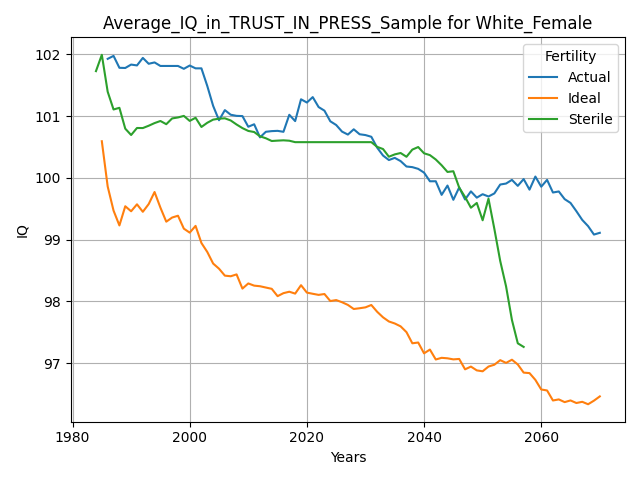 Average_IQ_in_TRUST_IN_PRESS_Sample for White_Female
Fertility
Actual
Ideal
Sterile
IQ
102
101
100
99
98
97
1980
2000
2020
2040
2060
Years